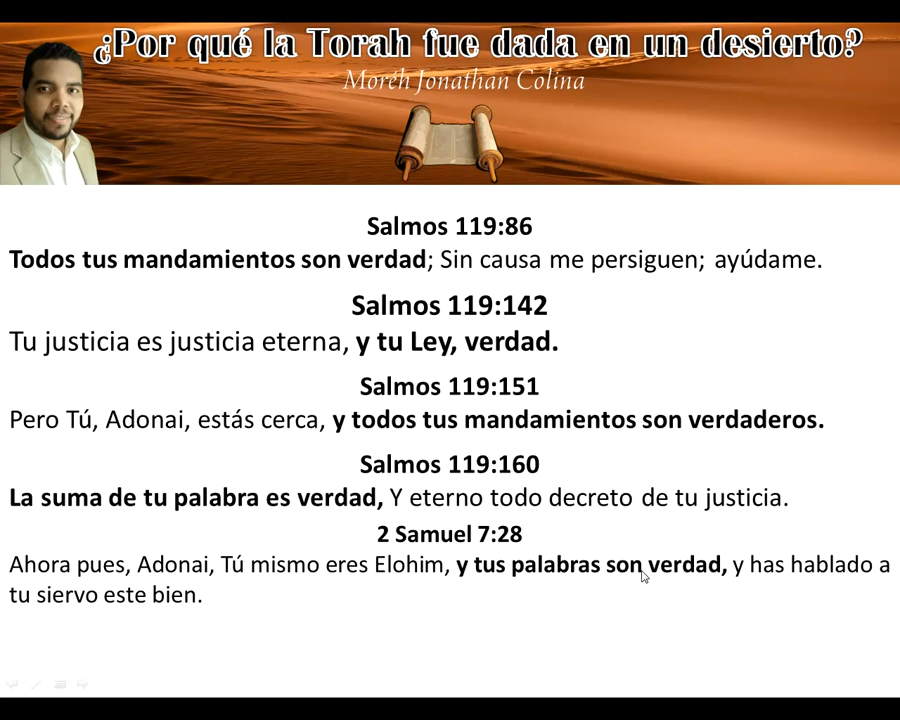 ¿Por qué la Torah fue dada en un desierto?
Moréh Jonathan Colina
Salmos 119:86
Todos tus mandamientos son verdad; Sin causa me persiguen; ayúdame.
Salmos 119:142
Tu justicia es justicia eterna, y tu Ley, verdad.
Salmos 119:151
Pero Tú, Adonai, estás cerca, y todos tus mandamientos son verdaderos.
Salmos 119:160
La suma de tu palabra es verdad, Y eterno todo decreto de tu justicia.
2 Samuel 7:28
Ahora pues, Adonai, Tú mismo eres Elohim, y tus palabras son verdad, y has hablado a
tu siervo este bien.